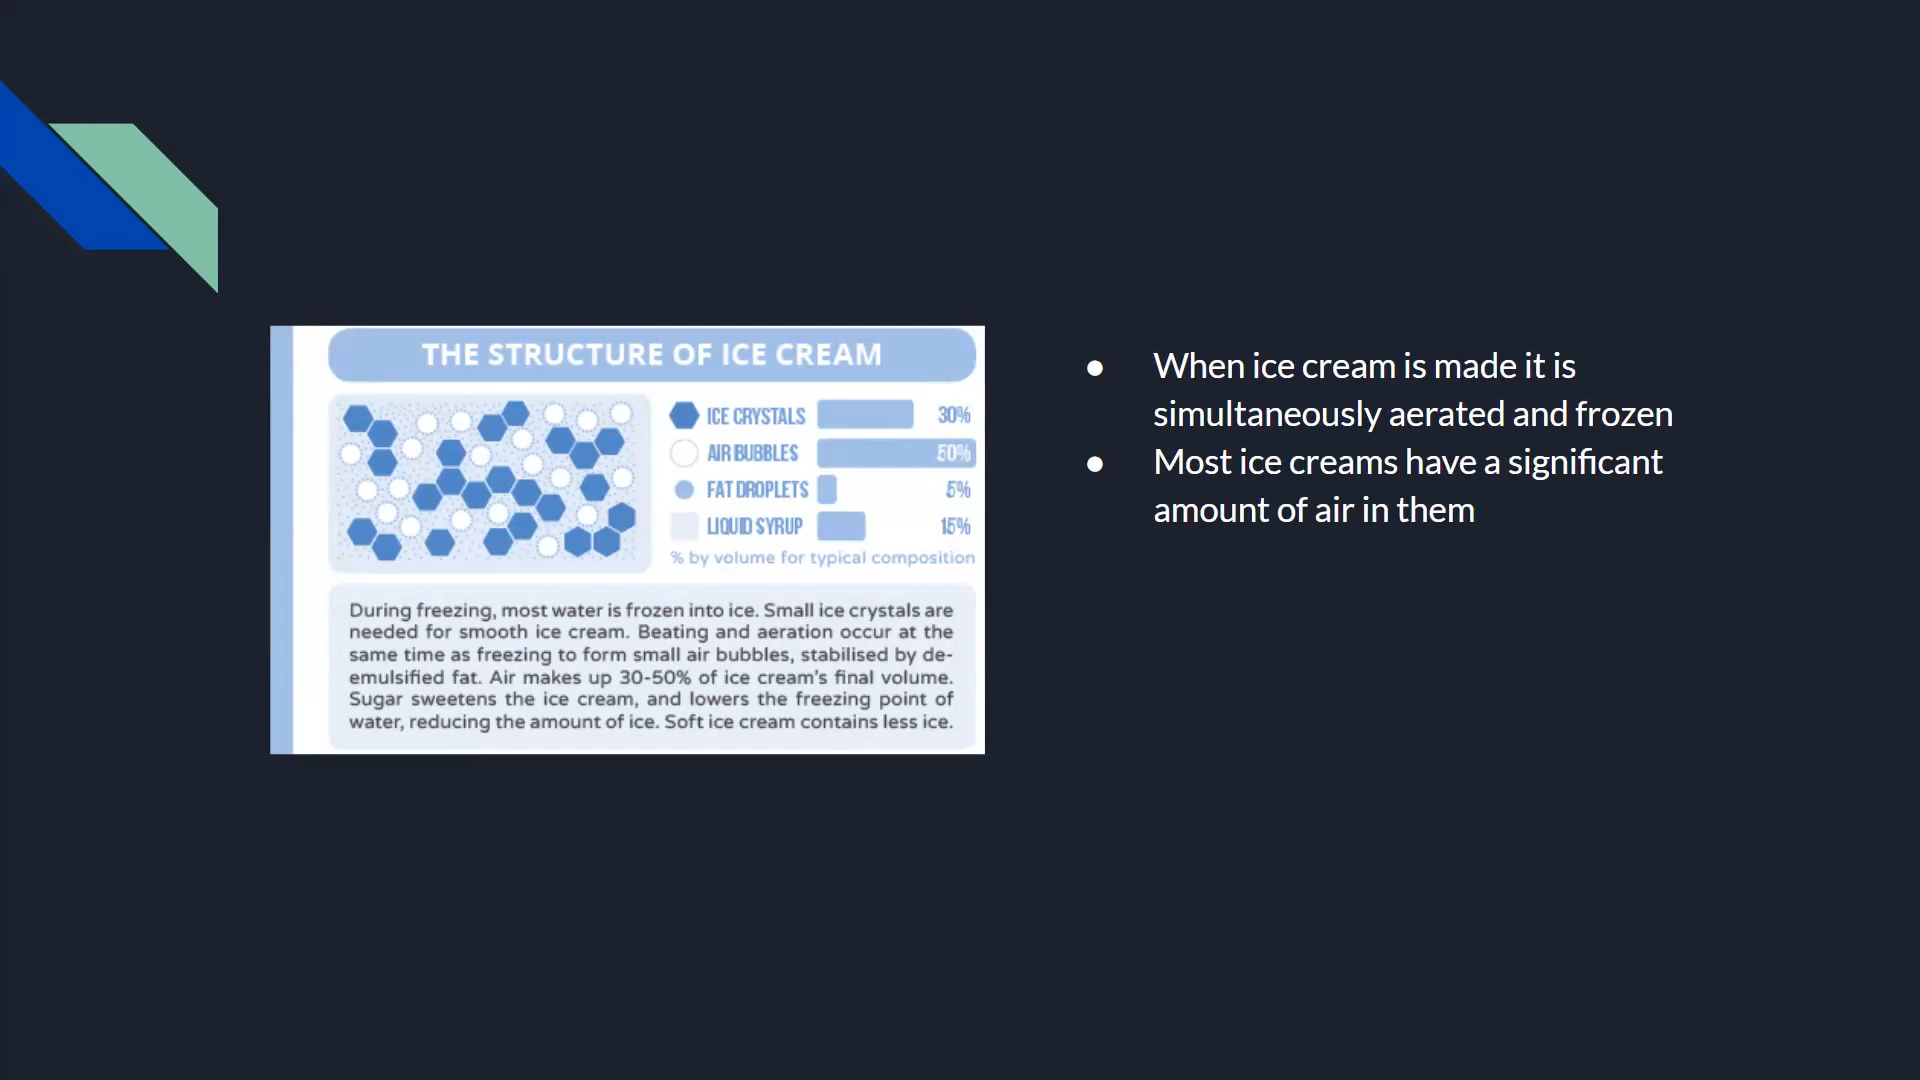 THE STRUCTURE OF ICE CREAM
ICE CRYSTALS 30%
AIR BUBBLES 50%
FAT DROPLETS 5%
LIQUID SYRUP 15%
% by volume for typical composition
During freezing, most water is frozen into ice. Small ice crystals are
needed for smooth ice cream. Beating and aeration occur at the
same time as freezing to form small air bubbles, stabilised by de-
emulsified fat. Air makes up 30-50% of ice cream's final volume.
Sugar sweetens the ice cream, and lowers the freezing point of
water, reducing the amount of ice. Soft ice cream contains less ice.
● When ice cream is made it is
simultaneously aerated and frozen
● Most ice creams have a significant
amount of air in them